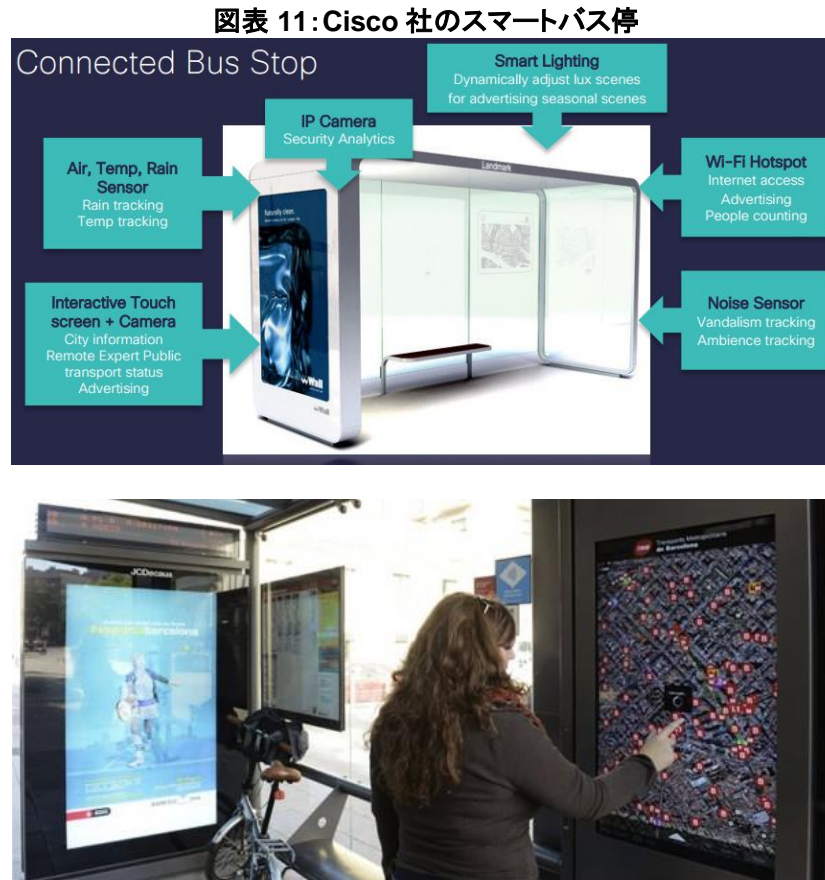 図表 11：Cisco 社のスマートバス停
Connected Bus Stop
Smart Lighting
Dynamically adjust lux scenes
for advertising seasonal scenes
IP Camera
Security Analytics
Air, Temp, Rain
Sensor
Rain tracking
Temp tracking
Wi-Fi Hotspot
Internet access
Advertising
People counting
Landmark
Interactive Touch
screen + Camera
City information
Remote Expert Public
transport status
Advertising
Noise Sensor
Vandalism tracking
Ambience tracking
Wall
Wall
JCDecaux
barcelona
Transports Metropolitans
de Barcelona